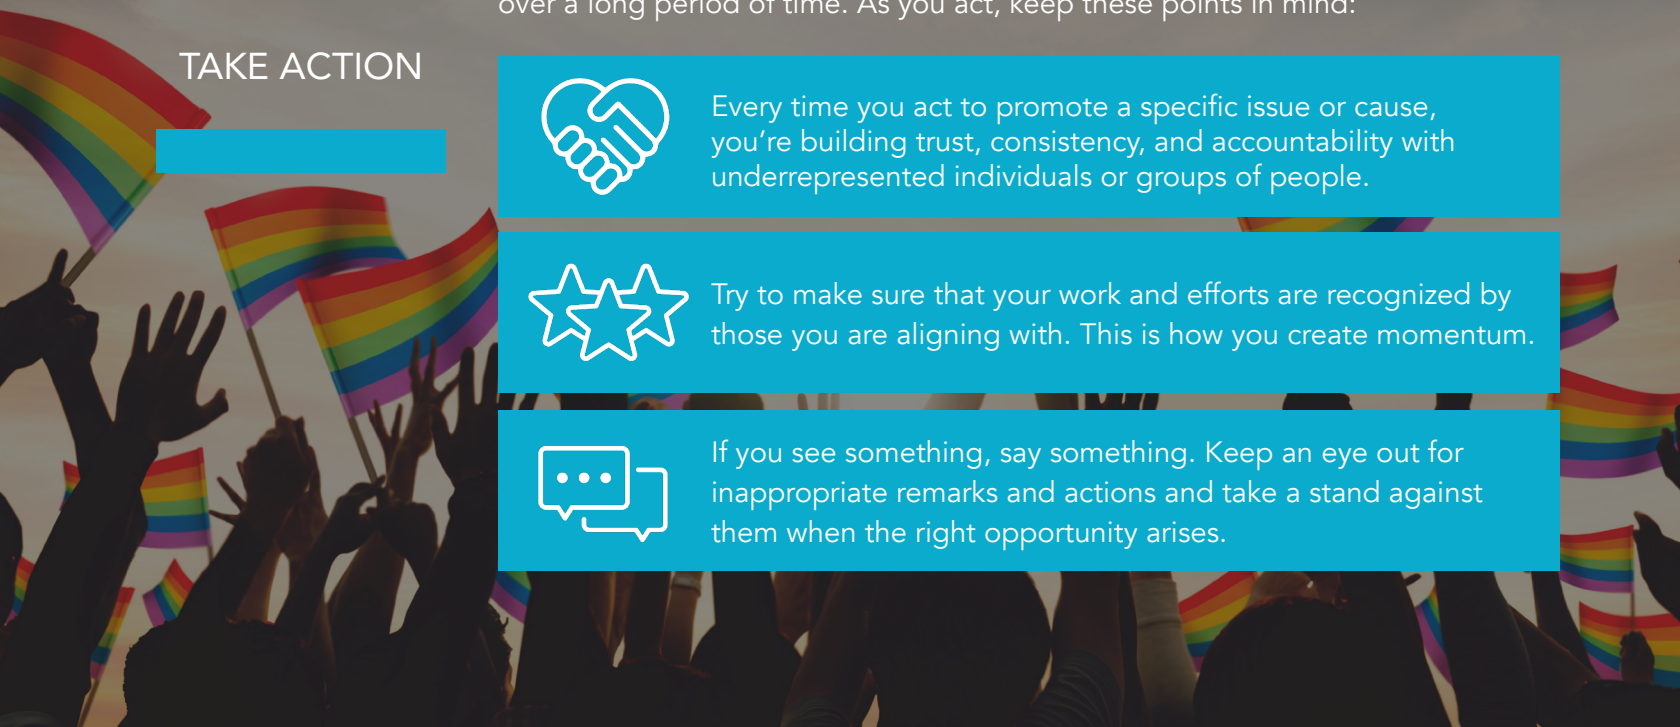 over a long period of time. As you act, keep these points in mind:
TAKE ACTION
Every time you act to promote a specific issue or cause,
you’re building trust, consistency, and accountability with
underrepresented individuals or groups of people.
Try to make sure that your work and efforts are recognized by
those you are aligning with. This is how you create momentum.
If you see something, say something. Keep an eye out for
inappropriate remarks and actions and take a stand against
them when the right opportunity arises.